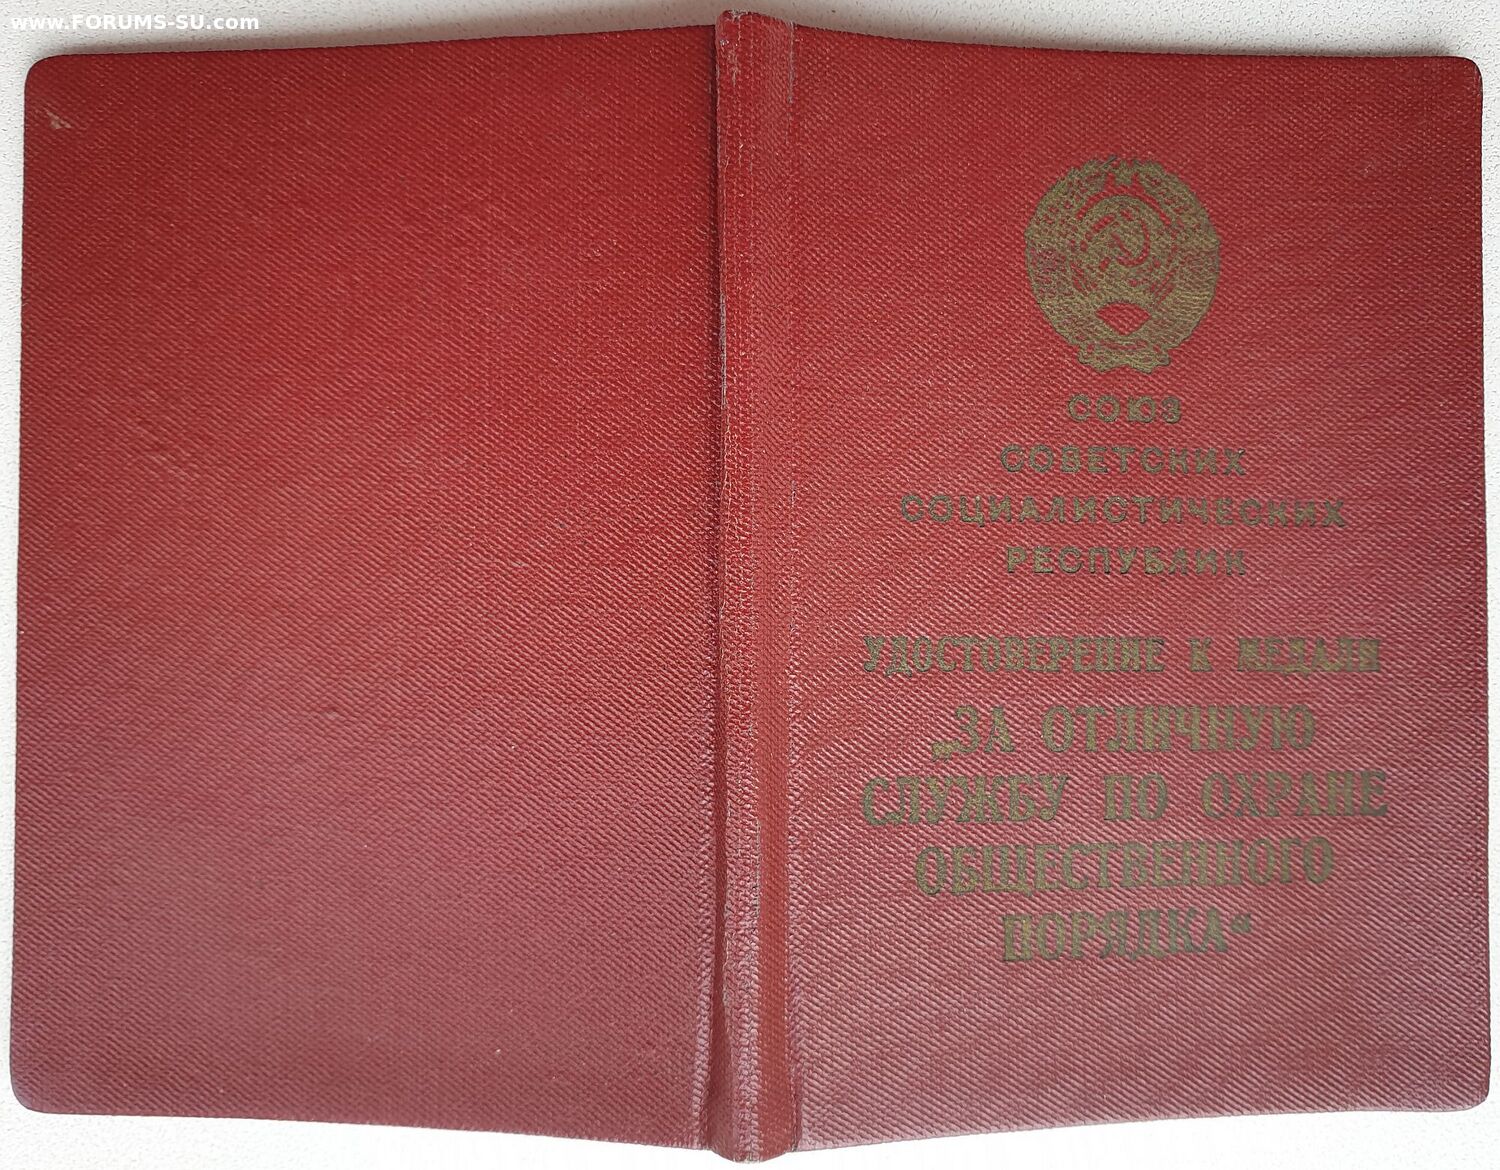 www.FORUMS-SU.com
СОЮЗ
СОВЕТСКИХ
СОЦИАЛИСТИЧЕСКИХ
РЕСПУБЛИК
УДОСТОВЕРЕНИЕ К МЕДАЛИ
„ЗА ОТЛИЧНУЮ
СЛУЖБУ ПО ОХРАНЕ
ОБЩЕСТВЕННОГО
ПОРЯДКА“